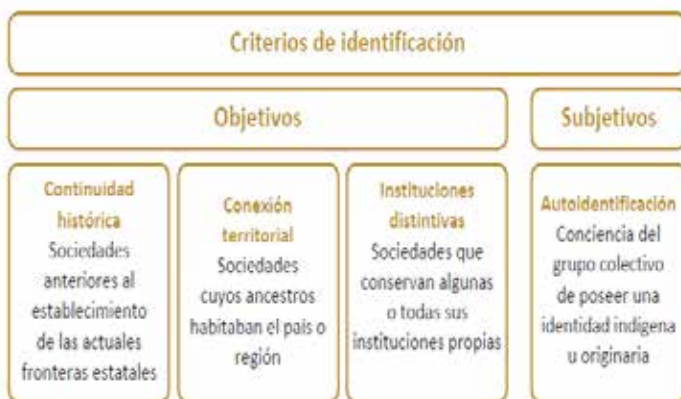 Criterios de identificación
Objetivos
Subjetivos
Continuidad
histórica
Sociedades
anteriores al
establecimiento
de las actuales
fronteras estatales
Conexión
territorial
Sociedades
cuyos ancestros
habitaban el país o
región
Instituciones
distintivas
Sociedades que
conservan algunas
o todas sus
instituciones propias
Autoidentificación
Conciencia del
grupo colectivo
de poseer una
identidad indígena
u originaria